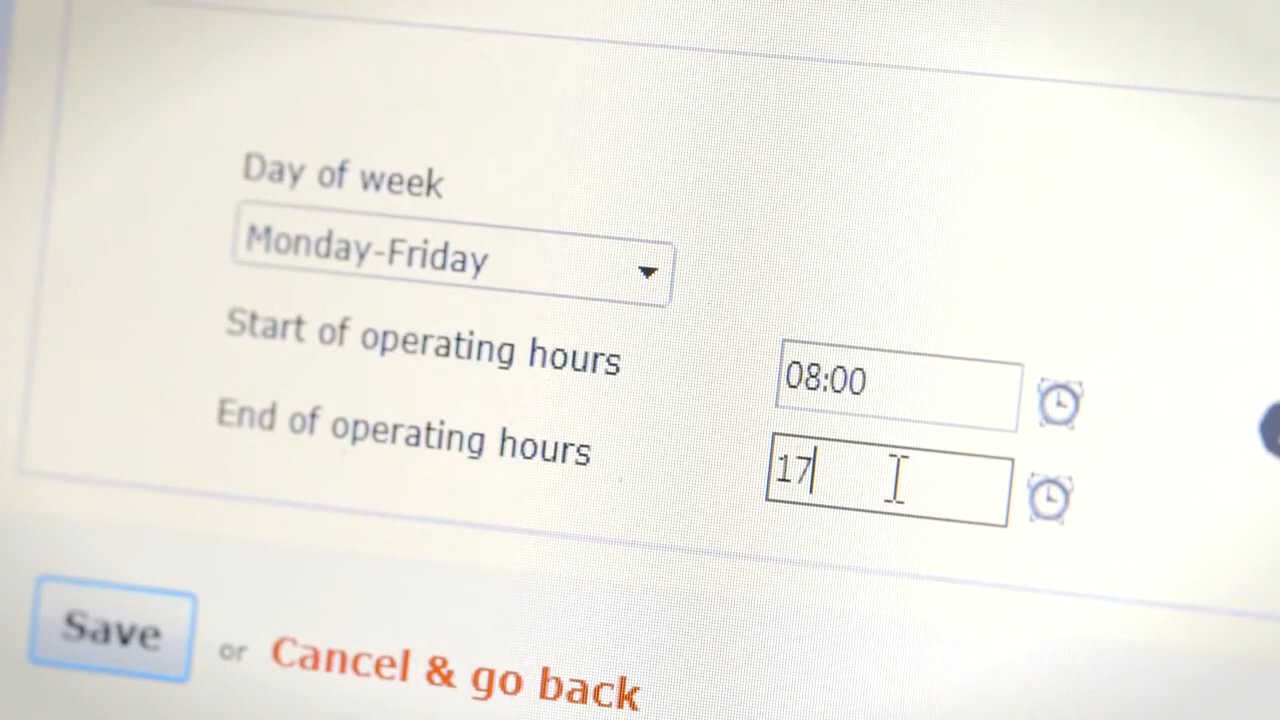 Day of week
Monday-Friday
Start of operating hours
08:00
End of operating hours
17
Save or Cancel & go back